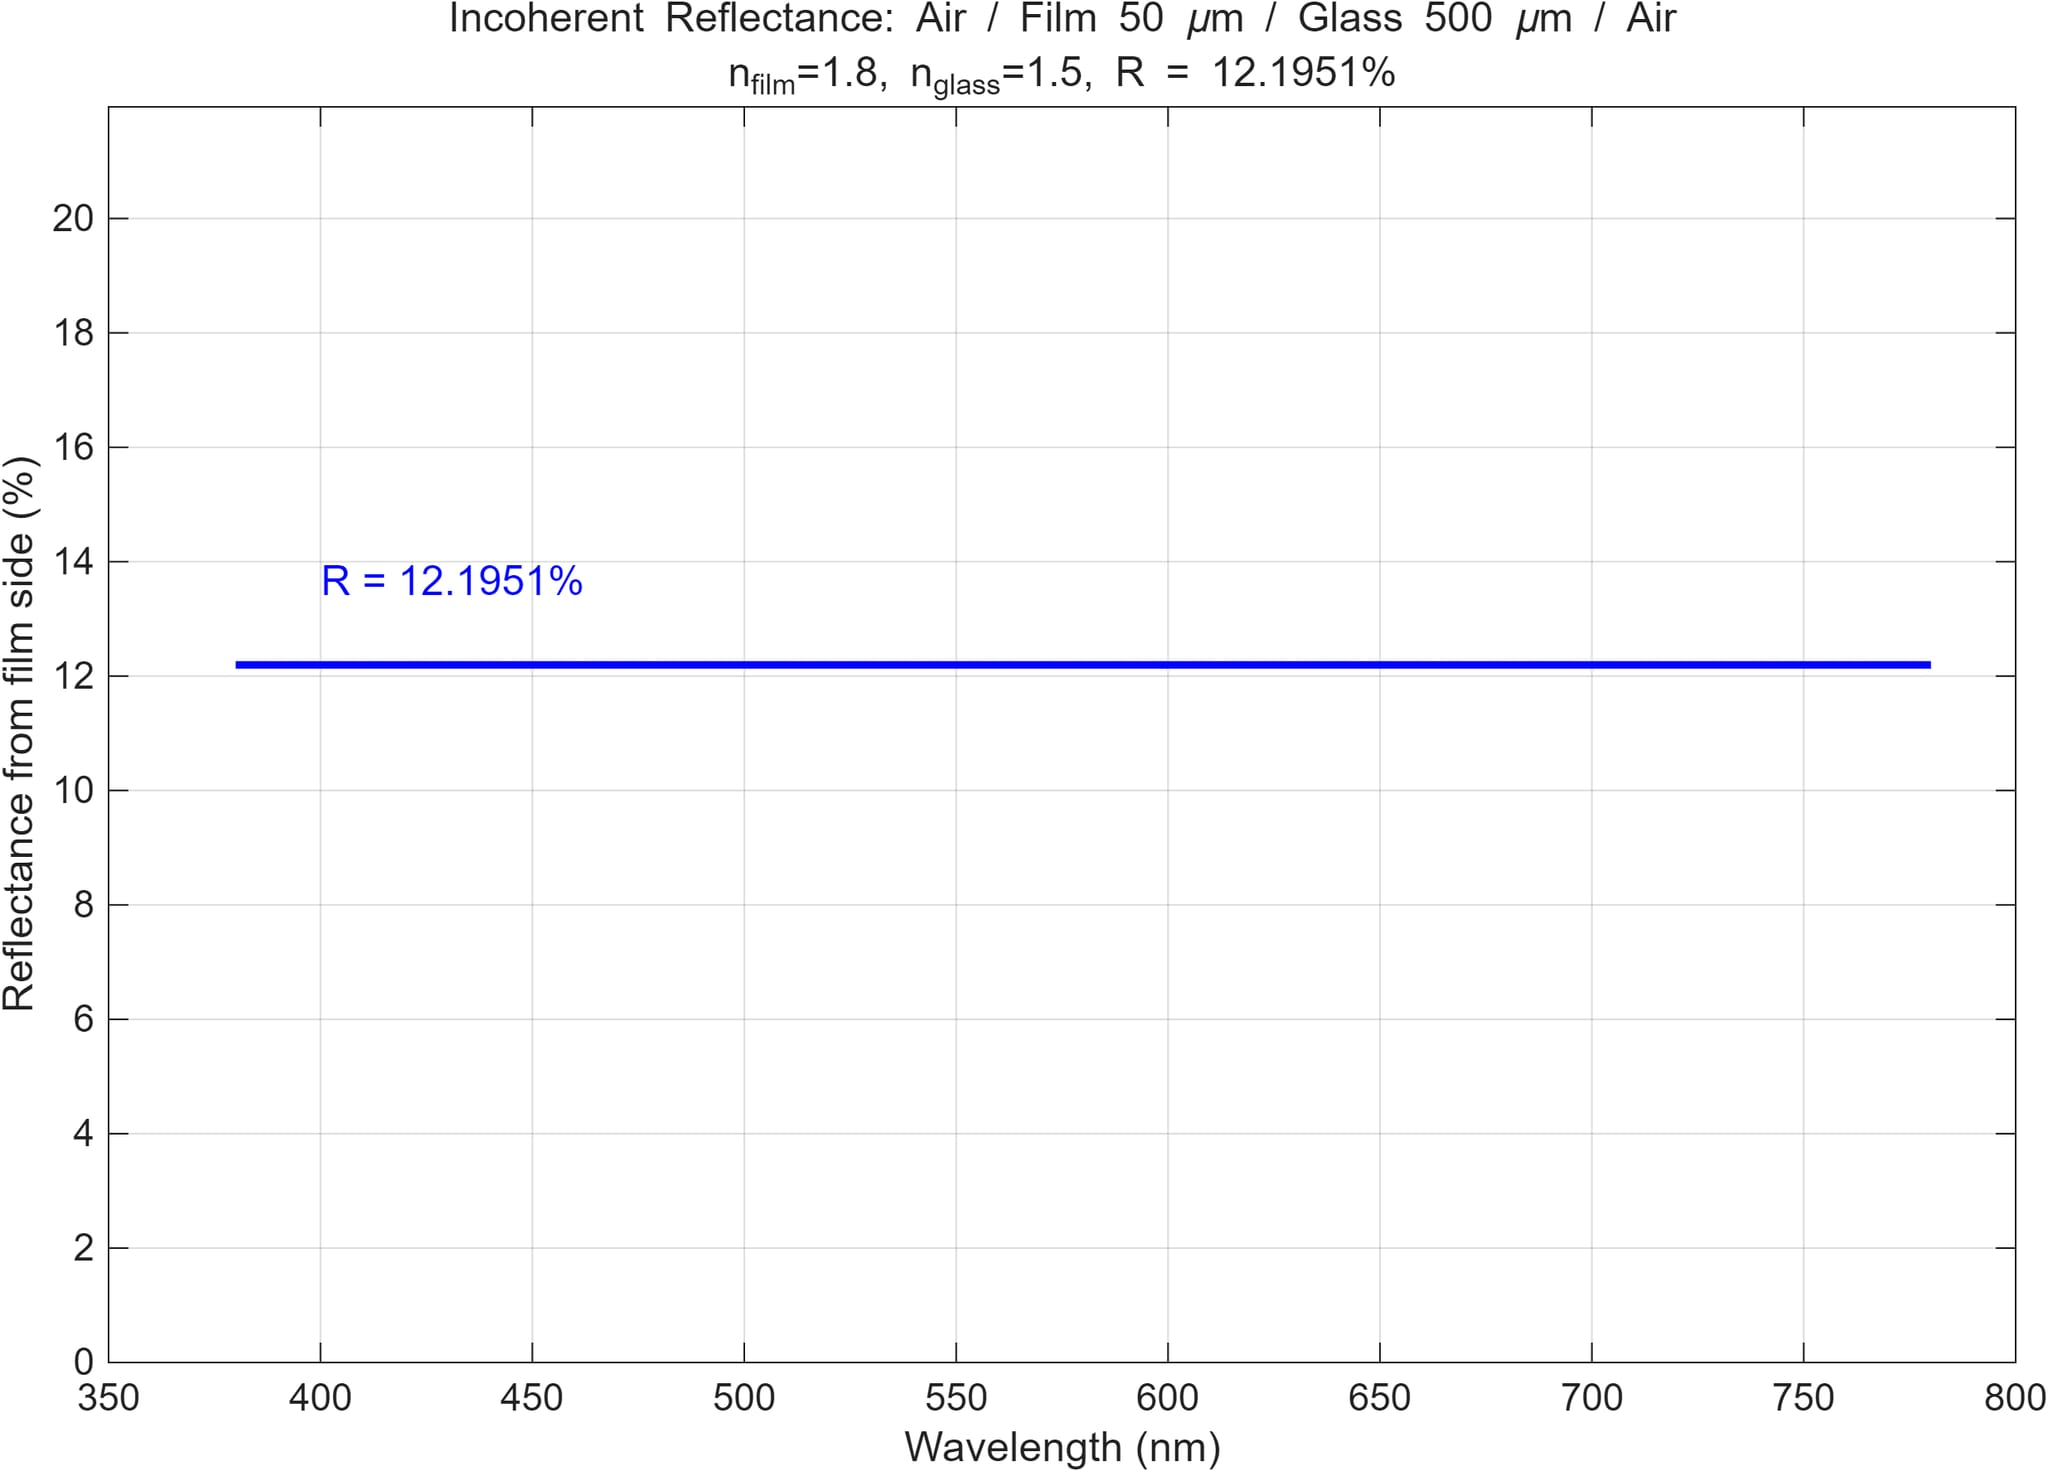 Incoherent Reflectance: Air / Film 50 µm / Glass 500 µm / Air
nfilm=1.8, nglass=1.5, R = 12.1951%
20
18
16
14
R = 12.1951%
12
10
8
6
4
2
0
350 400 450 500 550 600 650 700 750 800
Wavelength (nm)
Reflectance from film side (%)